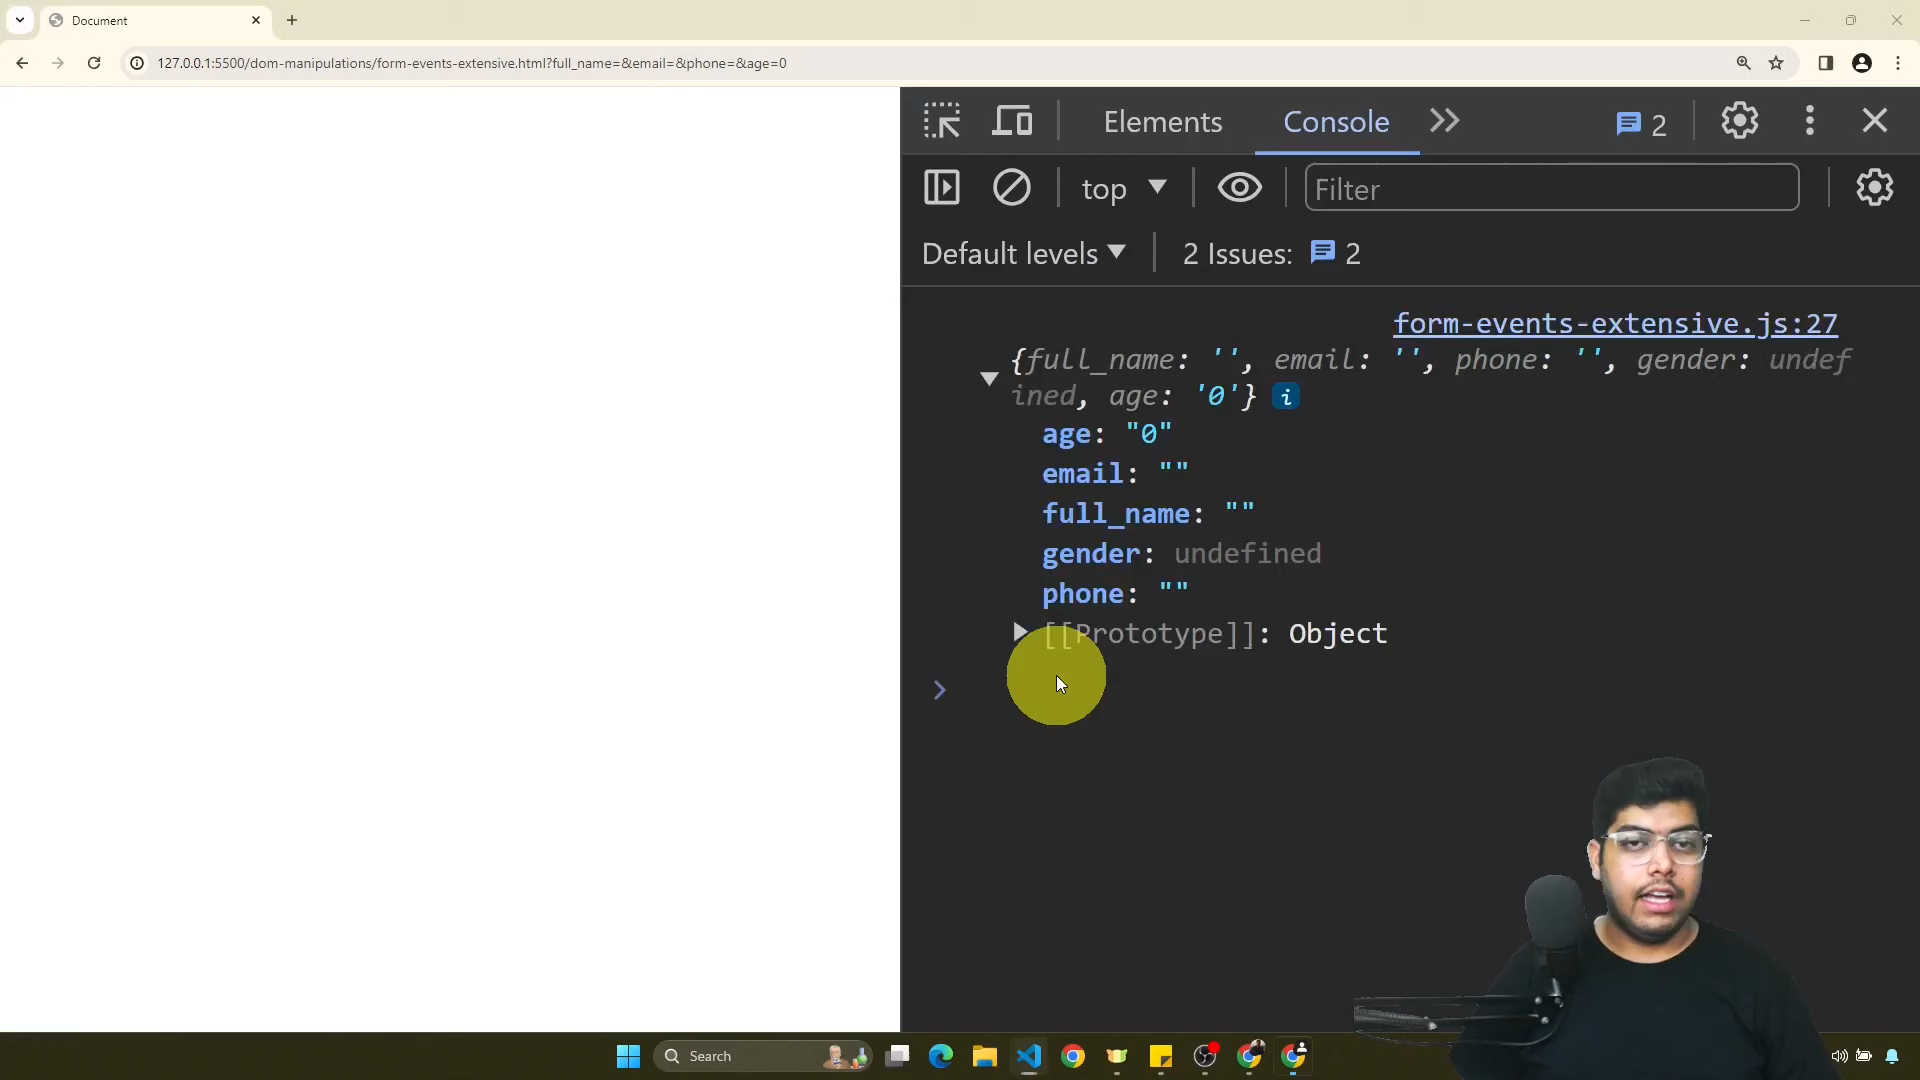 Document
127.0.0.1:5500/dom-manipulations/form-events-extensive.html?full_name=&email=&phone=&age=0
Elements
Console
2
top
Filter
Default levels
2 Issues:
2
form-events-extensive.js:27
{full_name: '', email: '', phone: '', gender: undef
ined, age: '0'} i
age: "0"
email: ""
full_name: ""
gender: undefined
phone: ""
[[Prototype]]: Object
Search